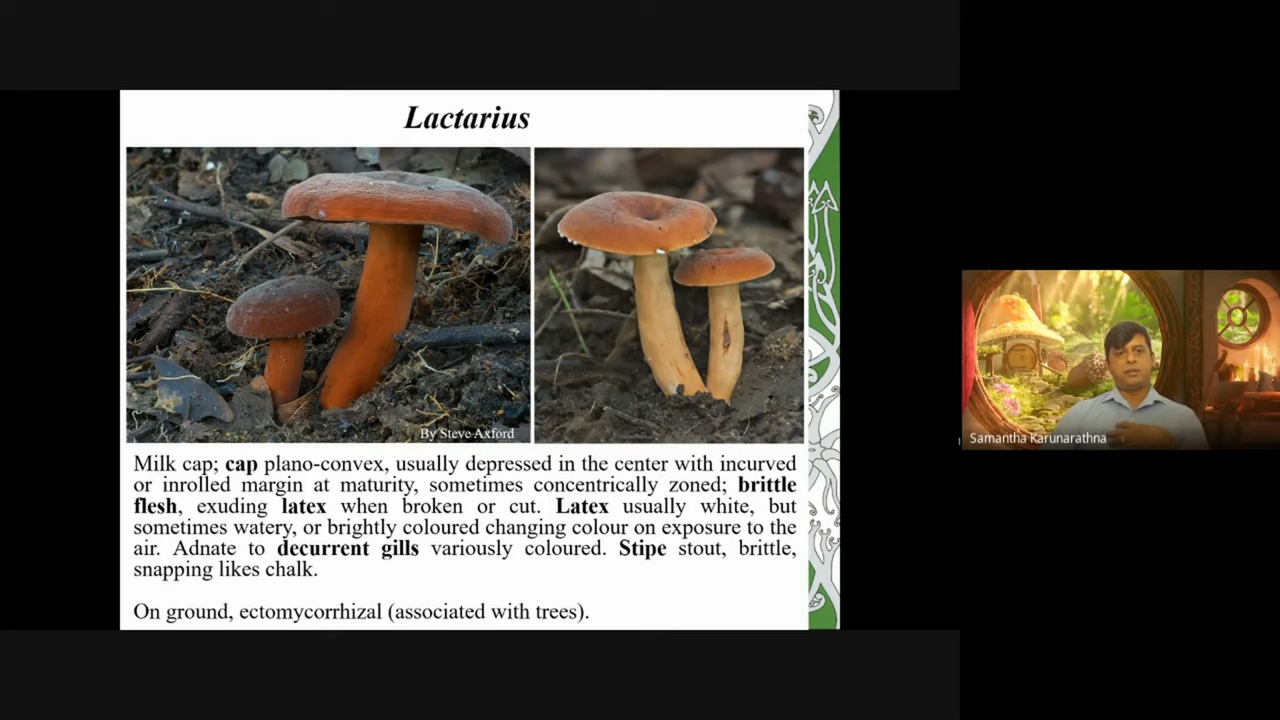 Lactarius
By Steve Axford
Milk cap; cap plano-convex, usually depressed in the center with incurved
or inrolled margin at maturity, sometimes concentrically zoned; brittle
flesh, exuding latex when broken or cut. Latex usually white, but
sometimes watery, or brightly coloured changing colour on exposure to the
air. Adnate to decurrent gills variously coloured. Stipe stout, brittle,
snapping likes chalk.
On ground, ectomycorrhizal (associated with trees).
Samantha Karunarathna